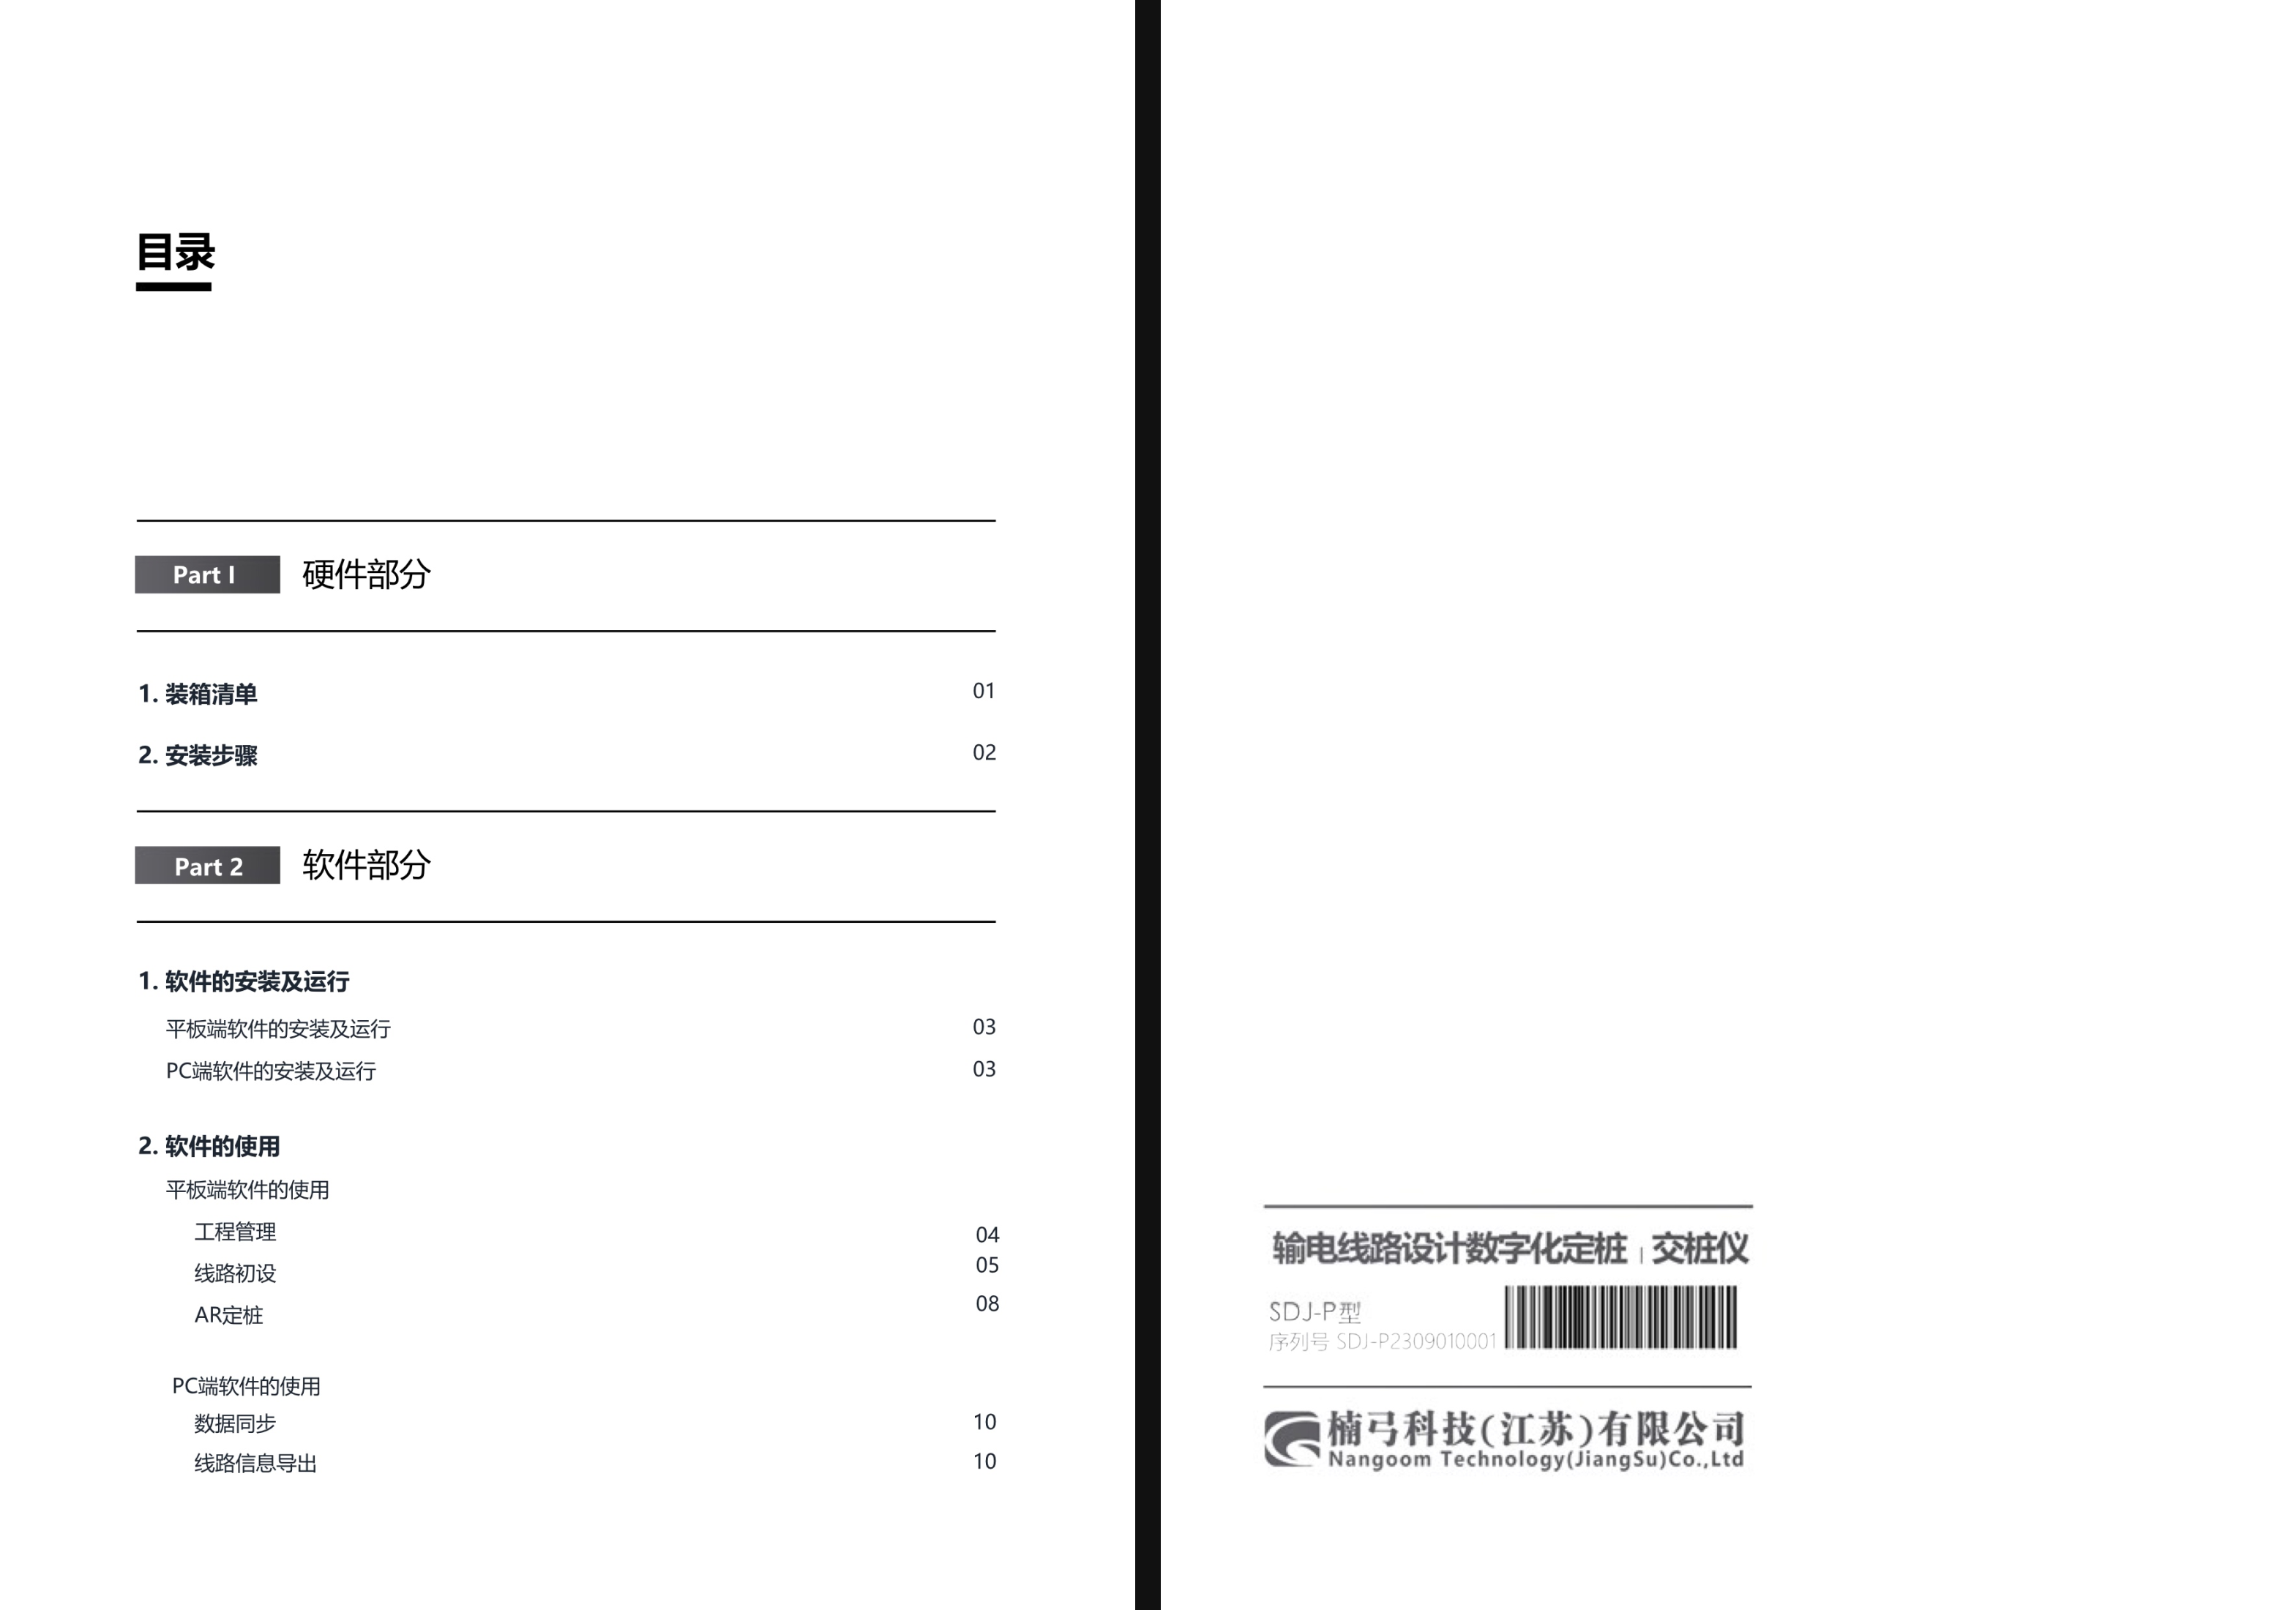 目录
Part I 硬件部分
1. 装箱清单 01
2. 安装步骤 02
Part 2 软件部分
1. 软件的安装及运行
平板端软件的安装及运行 03
PC端软件的安装及运行 03
2. 软件的使用
平板端软件的使用
工程管理 04
线路初设 05
AR定桩 08
PC端软件的使用
数据同步 10
线路信息导出 10
输电线路设计数字化定桩 | 交桩仪
SDJ-P型
序列号 SDJ-P2309010001
楠弓科技(江苏)有限公司
Nangoom Technology(JiangSu)Co.,Ltd